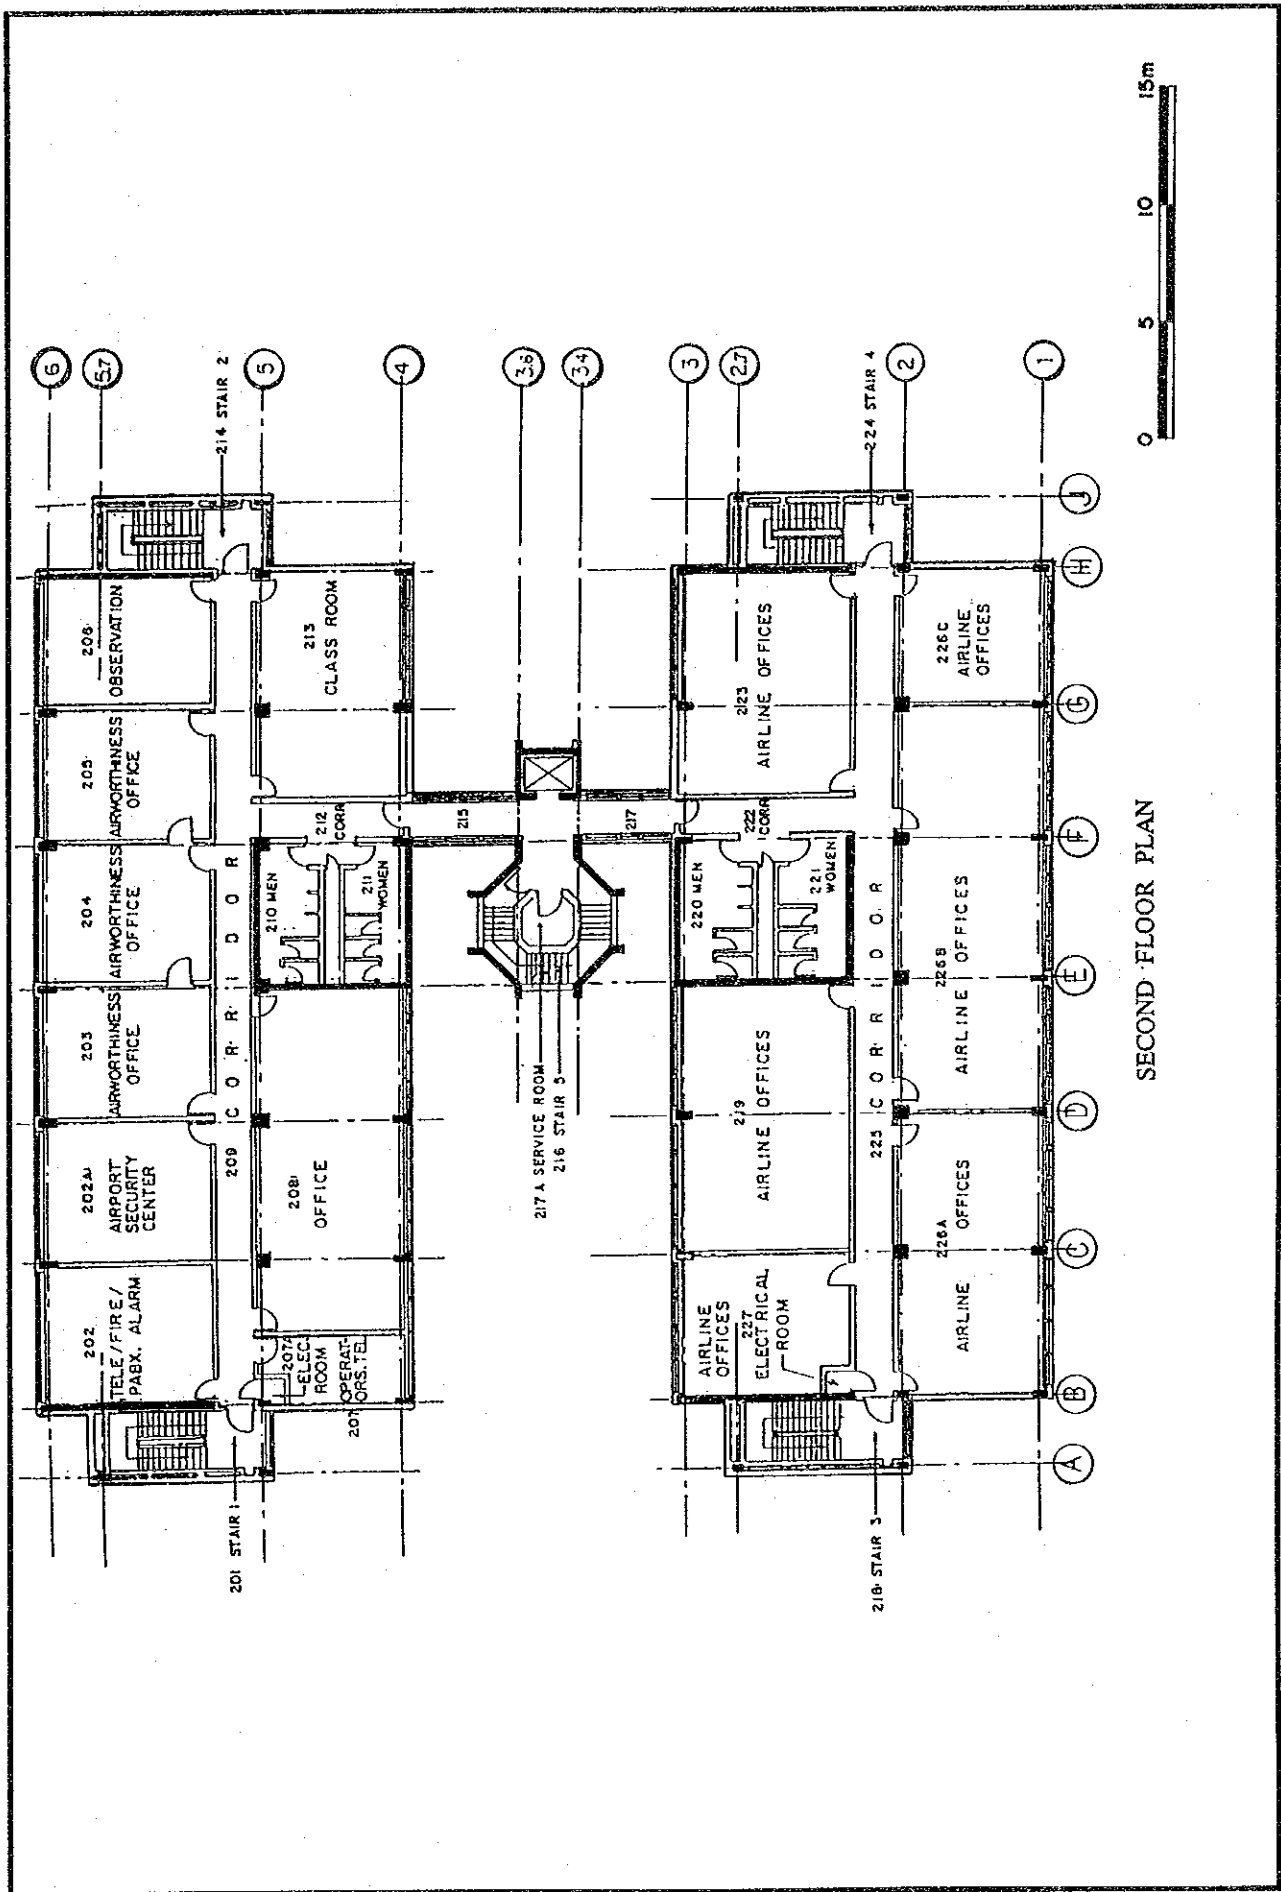 6
5.7
214 STAIR 2
5
4
3.6
3.4
3
2.7
224 STAIR 4
2
1
J
H
G
F
E
D
C
B
A
206
OBSERVATION
205
AIRWORTHINESS
OFFICE
204
AIRWORTHINESS
OFFICE
203
AIRWORTHINESS
OFFICE
202A
AIRPORT
SECURITY
CENTER
202
TELE/FIRE/
PABX. ALARM
209 CORRIDOR
213
CLASS ROOM
212
CORR
210 MEN
211
WOMEN
208
OFFICE
207A
ELEC.
ROOM
OPERAT-
ORS. TEL
207
201 STAIR 1
215
217
217 A SERVICE ROOM
216 STAIR 5
2123
AIRLINE OFFICES
222
CORR
220 MEN
221
WOMEN
219
AIRLINE OFFICES
AIRLINE
OFFICES
227
ELECTRICAL
ROOM
225 CORRIDOR
226C
AIRLINE
OFFICES
226B
AIRLINE OFFICES
226A
AIRLINE OFFICES
218 STAIR 3
0 5 10 15m
SECOND FLOOR PLAN